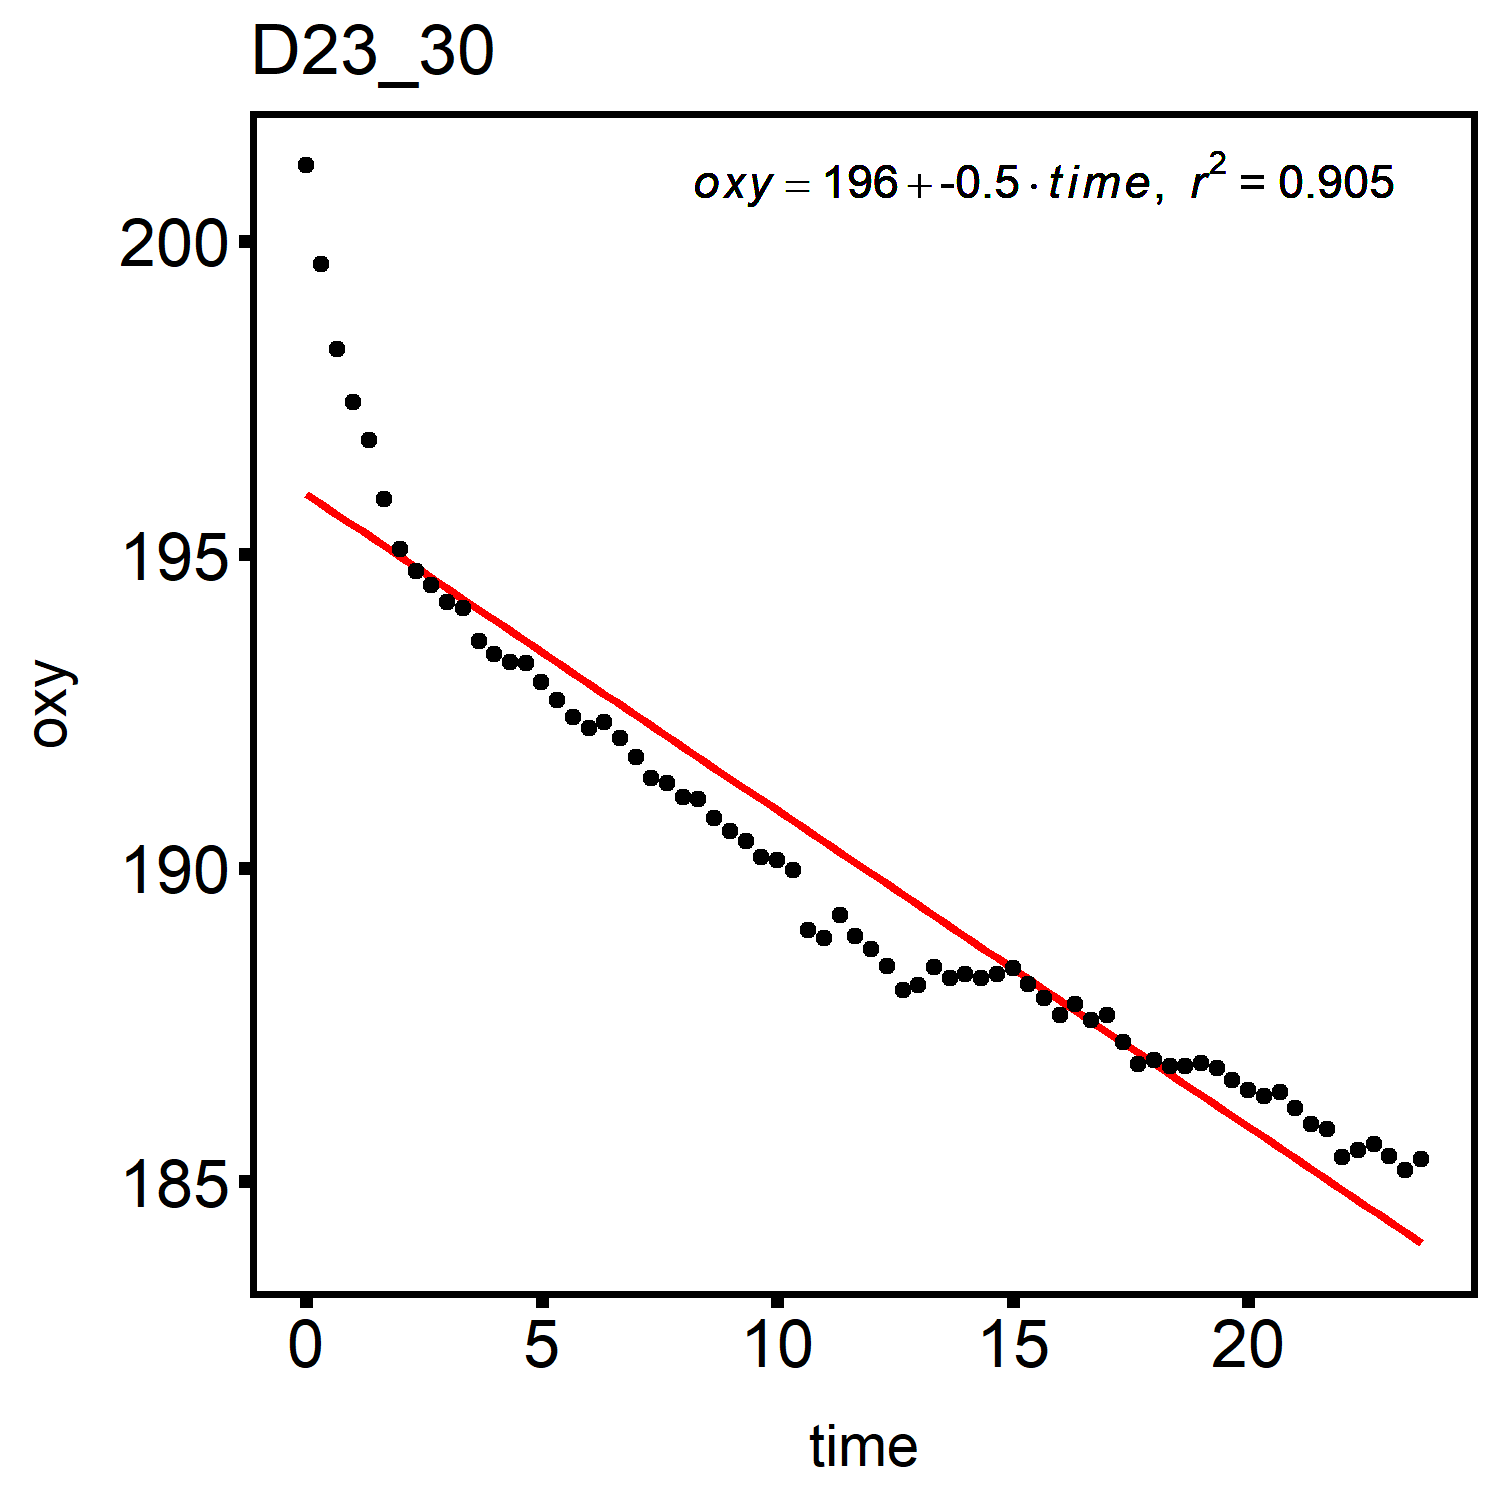 D23_30
oxy = 196 + -0.5 · time, r² = 0.905
200
195
190
185
oxy
0 5 10 15 20
time